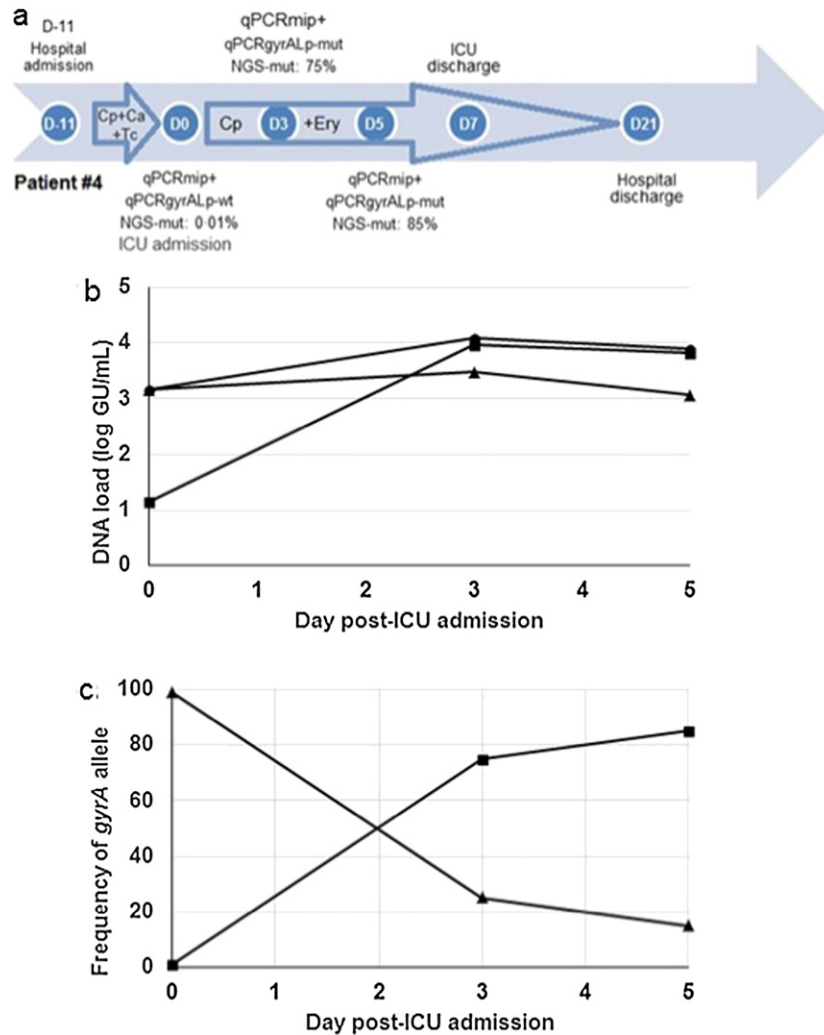 a
D-11
Hospital
admission
qPCRmip+
qPCRgyrALp-mut
NGS-mut: 75%
ICU
discharge
D-11
Cp+Ca
+Tc
D0
Cp
D3
+Ery
D5
D7
D21
Patient #4
qPCRmip+
qPCRgyrALp-wt
NGS-mut: 0·01%
ICU admission
qPCRmip+
qPCRgyrALp-mut
NGS-mut: 85%
Hospital
discharge
b
DNA load (log GU/mL)
5
4
3
2
1
0
0 1 2 3 4 5
Day post-ICU admission
c.
Frequency of gyrA allele
100
80
60
40
20
0
0 1 2 3 4 5
Day post-ICU admission